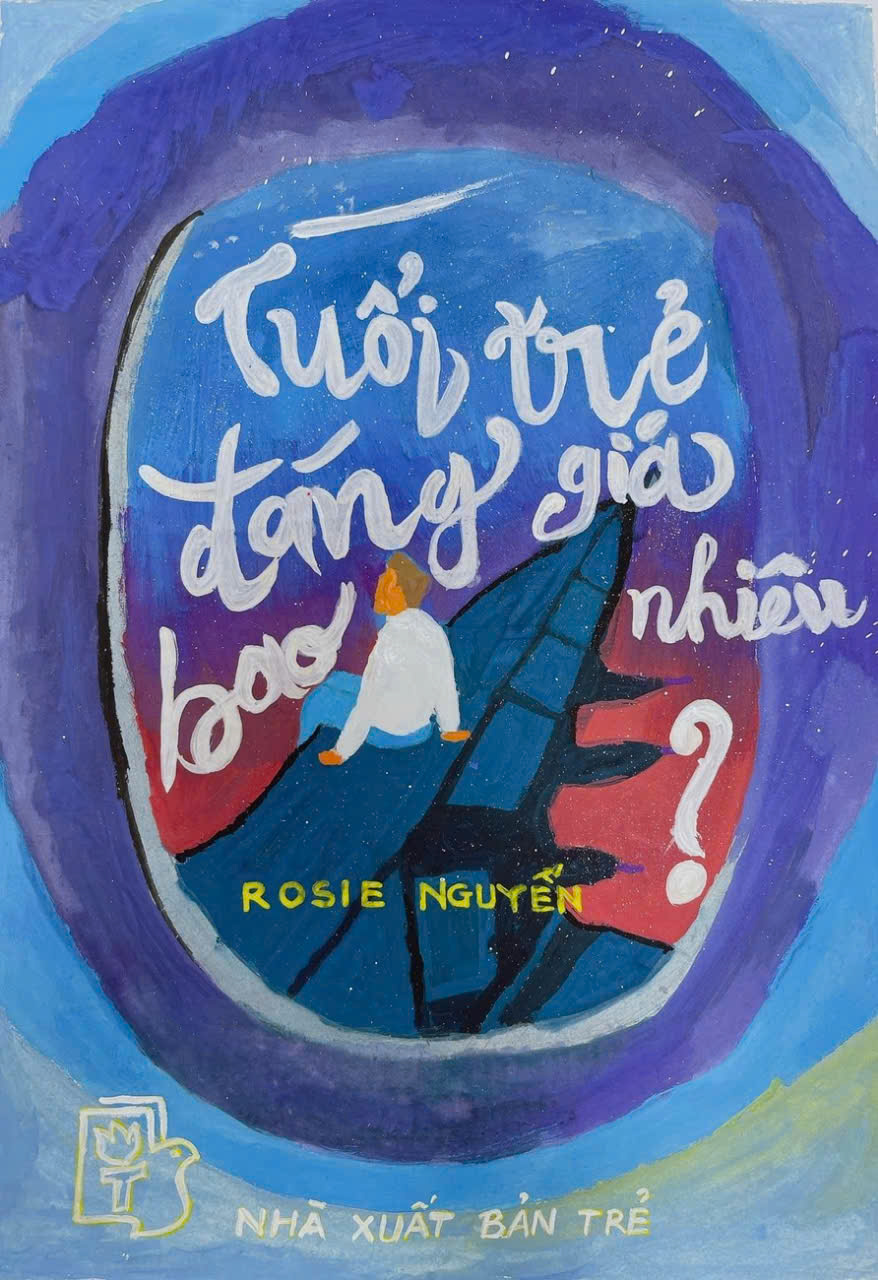 Tuổi trẻ
đáng giá
bao nhiêu
?
ROSIE NGUYỄN
T
NHÀ XUẤT BẢN TRẺ